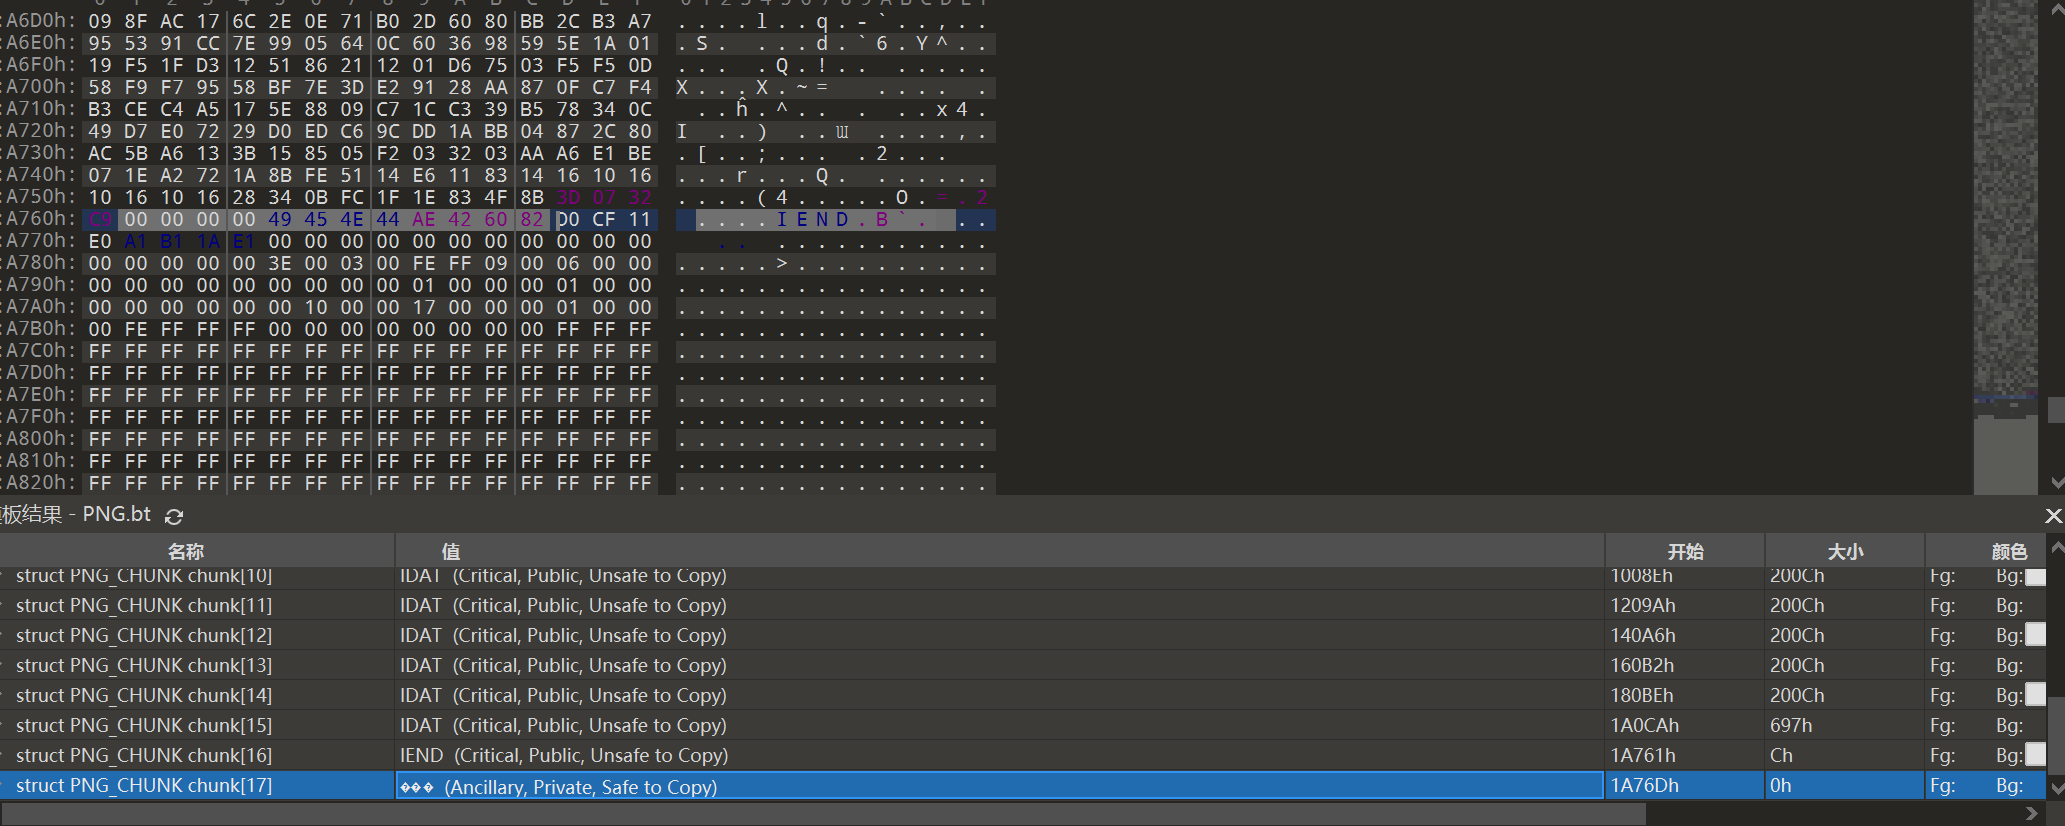 :A6D0h: 09 8F AC 17 6C 2E 0E 71 B0 2D 60 80 BB 2C B3 A7 ....l..q.-`..,..
:A6E0h: 95 53 91 CC 7E 99 05 64 0C 60 36 98 59 5E 1A 01 .S. ...d.`6.Y^..
:A6F0h: 19 F5 1F D3 12 51 86 21 12 01 D6 75 03 F5 F5 0D ... .Q.!.. .....
:A700h: 58 F9 F7 95 58 BF 7E 3D E2 91 28 AA 87 0F C7 F4 X...X.~= .... .
:A710h: B3 CE C4 A5 17 5E 88 09 C7 1C C3 39 B5 78 34 0C ..ĥ.^.. . ..x4.
:A720h: 49 D7 E0 72 29 D0 ED C6 9C DD 1A BB 04 87 2C 80 I ..) ..Ш ....,.
:A730h: AC 5B A6 13 3B 15 85 05 F2 03 32 03 AA A6 E1 BE .[..;... .2...
:A740h: 07 1E A2 72 1A 8B FE 51 14 E6 11 83 14 16 10 16 ..r...Q. ......
:A750h: 10 16 10 16 28 34 0B FC 1F 1E 83 4F 8B 3D 07 32 ....(4.....O.=.2
:A760h: C9 00 00 00 00 49 45 4E 44 AE 42 60 82 D0 CF 11 ....IEND.B`. ..
:A770h: E0 A1 B1 1A E1 00 00 00 00 00 00 00 00 00 00 00 .. ...........
:A780h: 00 00 00 00 00 3E 00 03 00 FE FF 09 00 06 00 00 .....>..........
:A790h: 00 00 00 00 00 00 00 00 00 01 00 00 00 01 00 00 ................
:A7A0h: 00 00 00 00 00 00 10 00 00 17 00 00 00 01 00 00 ................
:A7B0h: 00 FE FF FF FF 00 00 00 00 00 00 00 00 FF FF FF ................
:A7C0h: FF FF FF FF FF FF FF FF FF FF FF FF FF FF FF FF ................
:A7D0h: FF FF FF FF FF FF FF FF FF FF FF FF FF FF FF FF ................
:A7E0h: FF FF FF FF FF FF FF FF FF FF FF FF FF FF FF FF ................
:A7F0h: FF FF FF FF FF FF FF FF FF FF FF FF FF FF FF FF ................
:A800h: FF FF FF FF FF FF FF FF FF FF FF FF FF FF FF FF ................
:A810h: FF FF FF FF FF FF FF FF FF FF FF FF FF FF FF FF ................
:A820h: FF FF FF FF FF FF FF FF FF FF FF FF FF FF FF FF ................
板结果 - PNG.bt
名称 值 开始 大小 颜色
struct PNG_CHUNK chunk[10] IDAT (Critical, Public, Unsafe to Copy) 1008Eh 200Ch Fg: Bg:
struct PNG_CHUNK chunk[11] IDAT (Critical, Public, Unsafe to Copy) 1209Ah 200Ch Fg: Bg:
struct PNG_CHUNK chunk[12] IDAT (Critical, Public, Unsafe to Copy) 140A6h 200Ch Fg: Bg:
struct PNG_CHUNK chunk[13] IDAT (Critical, Public, Unsafe to Copy) 160B2h 200Ch Fg: Bg:
struct PNG_CHUNK chunk[14] IDAT (Critical, Public, Unsafe to Copy) 180BEh 200Ch Fg: Bg:
struct PNG_CHUNK chunk[15] IDAT (Critical, Public, Unsafe to Copy) 1A0CAh 697h Fg: Bg:
struct PNG_CHUNK chunk[16] IEND (Critical, Public, Unsafe to Copy) 1A761h Ch Fg: Bg:
struct PNG_CHUNK chunk[17] ��� (Ancillary, Private, Safe to Copy) 1A76Dh 0h Fg: Bg: